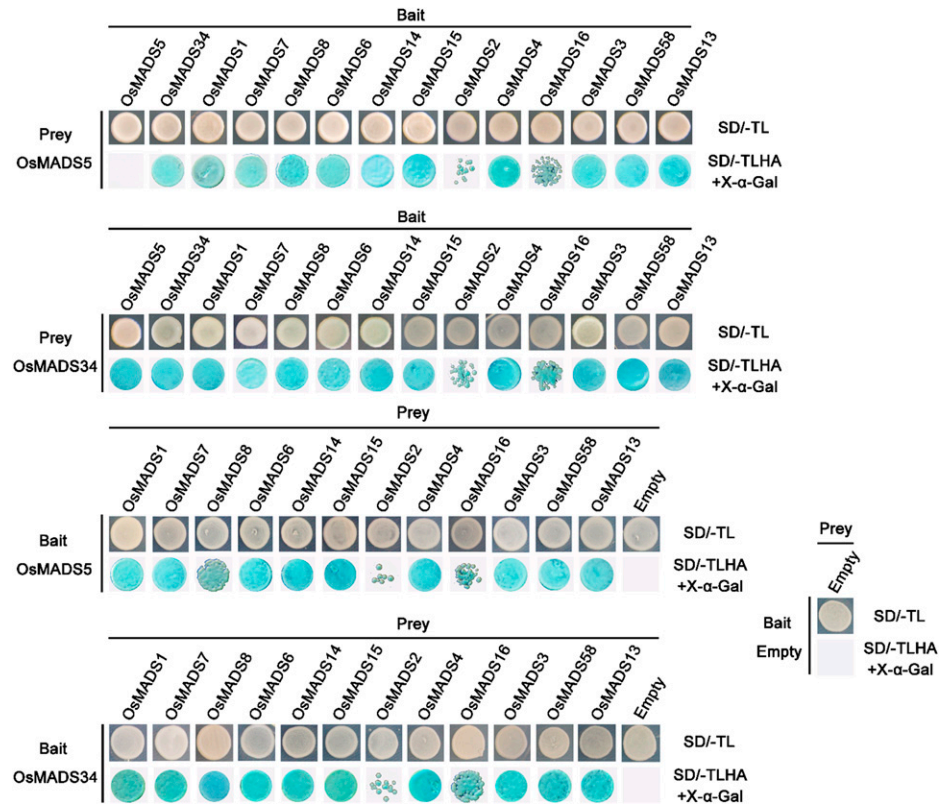 Bait
OsMADS5 OsMADS34 OsMADS1 OsMADS7 OsMADS8 OsMADS6 OsMADS14 OsMADS15 OsMADS2 OsMADS4 OsMADS16 OsMADS3 OsMADS58 OsMADS13
Prey
OsMADS5
SD/-TL
SD/-TLHA
+X-α-Gal
Bait
OsMADS5 OsMADS34 OsMADS1 OsMADS7 OsMADS8 OsMADS6 OsMADS14 OsMADS15 OsMADS2 OsMADS4 OsMADS16 OsMADS3 OsMADS58 OsMADS13
Prey
OsMADS34
SD/-TL
SD/-TLHA
+X-α-Gal
Prey
OsMADS1 OsMADS7 OsMADS8 OsMADS6 OsMADS14 OsMADS15 OsMADS2 OsMADS4 OsMADS16 OsMADS3 OsMADS58 OsMADS13 Empty
Bait
OsMADS5
SD/-TL
SD/-TLHA
+X-α-Gal
Prey
Empty
Bait
Empty
SD/-TL
SD/-TLHA
+X-α-Gal
Prey
OsMADS1 OsMADS7 OsMADS8 OsMADS6 OsMADS14 OsMADS15 OsMADS2 OsMADS4 OsMADS16 OsMADS3 OsMADS58 OsMADS13 Empty
Bait
OsMADS34
SD/-TL
SD/-TLHA
+X-α-Gal